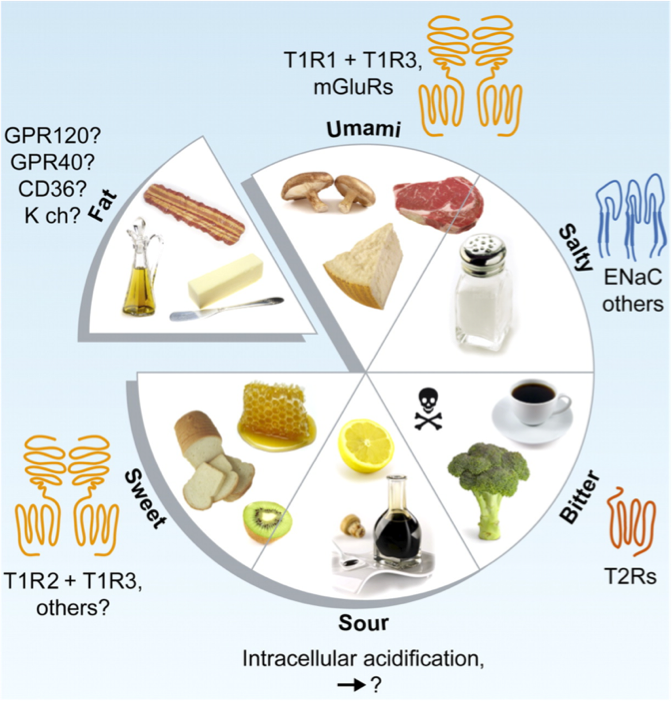 T1R1 + T1R3,
mGluRs
Umami
GPR120?
GPR40?
CD36?
K ch?
Fat
Salty
ENaC
others
Sweet
T1R2 + T1R3,
others?
Bitter
T2Rs
Sour
Intracellular acidification,
→ ?